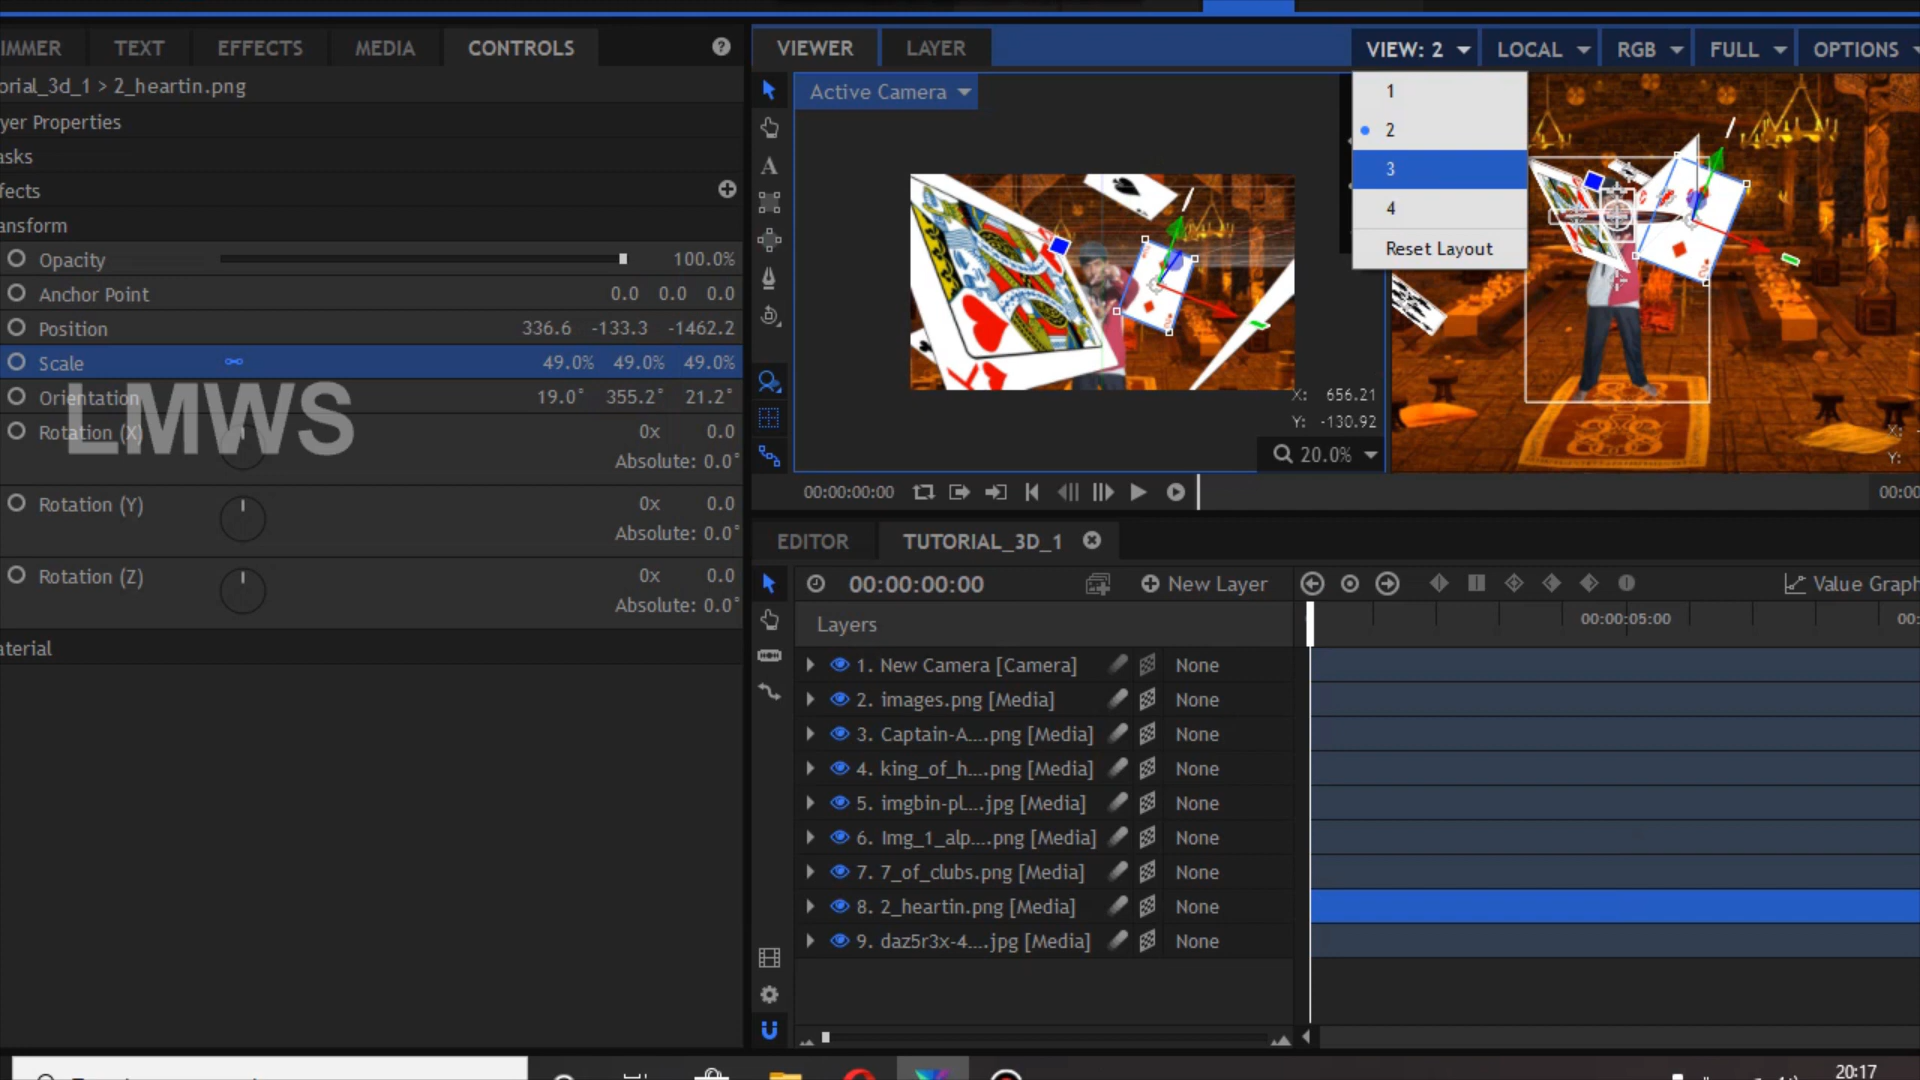 IMMER TEXT EFFECTS MEDIA CONTROLS ?
orial_3d_1 > 2_heartin.png
yer Properties
asks
fects
ansform
Opacity 100.0%
Anchor Point 0.0 0.0 0.0
Position 336.6 -133.3 -1462.2
Scale 49.0% 49.0% 49.0%
Orientation 19.0° 355.2° 21.2°
LMWS
Rotation (X) 0x 0.0
Absolute: 0.0°
Rotation (Y) 0x 0.0
Absolute: 0.0°
Rotation (Z) 0x 0.0
Absolute: 0.0°
aterial
VIEWER LAYER VIEW: 2 LOCAL RGB FULL OPTIONS
Active Camera
1
2
3
4
Reset Layout
X: 656.21
Y: -130.92
20.0%
X:
Y:
00:00:00:00 00:00
EDITOR TUTORIAL_3D_1
00:00:00:00 New Layer Value Graph
Layers 00:00:05:00 00:
1. New Camera [Camera] None
2. images.png [Media] None
3. Captain-A....png [Media] None
4. king_of_h....png [Media] None
5. imgbin-pl....jpg [Media] None
6. Img_1_alp....png [Media] None
7. 7_of_clubs.png [Media] None
8. 2_heartin.png [Media] None
9. daz5r3x-4....jpg [Media] None
20:17